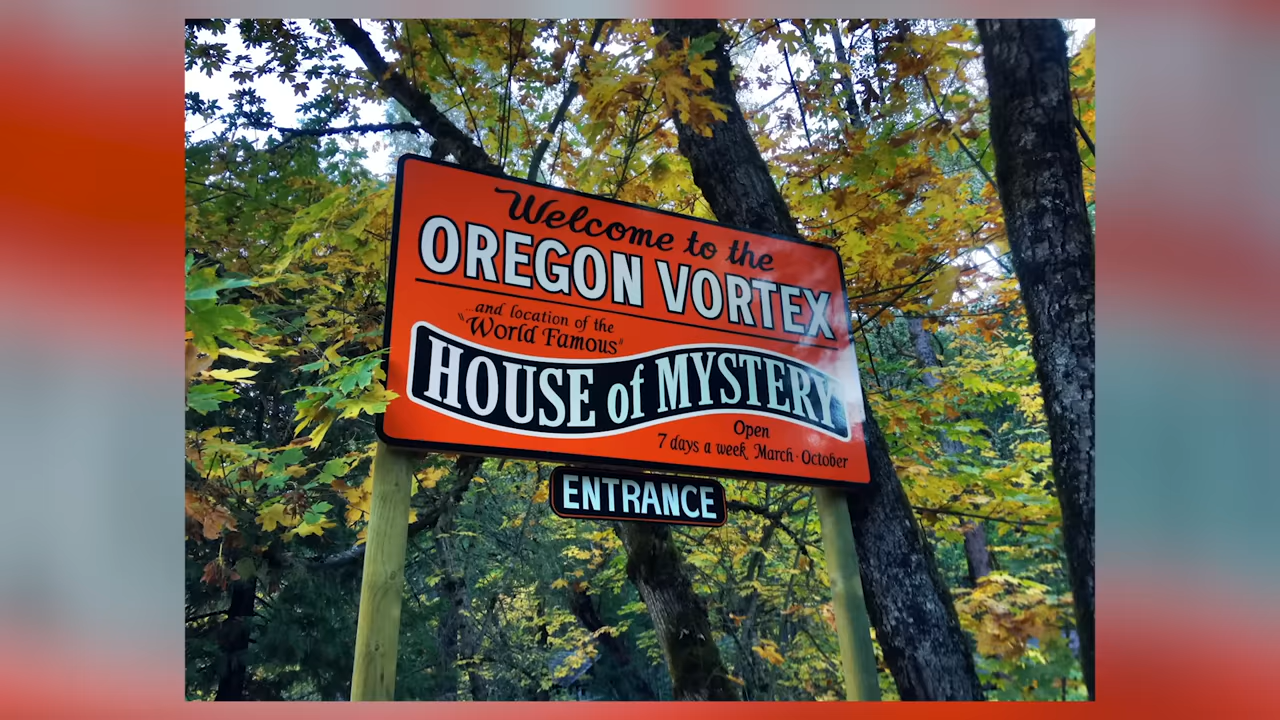 Welcome to the
OREGON VORTEX
...and location of the
"World Famous"
HOUSE of MYSTERY
Open
7 days a week March - October
ENTRANCE